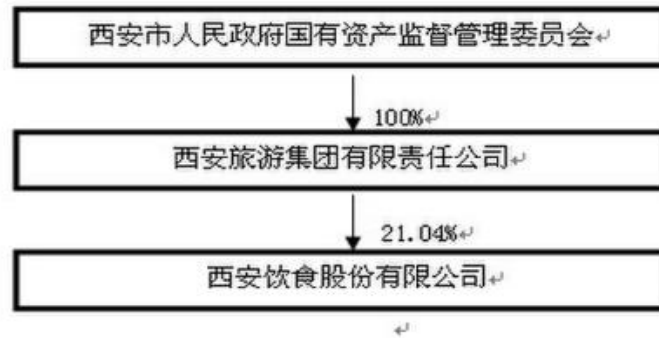 西安市人民政府国有资产监督管理委员会
100%
西安旅游集团有限责任公司
21.04%
西安饮食股份有限公司